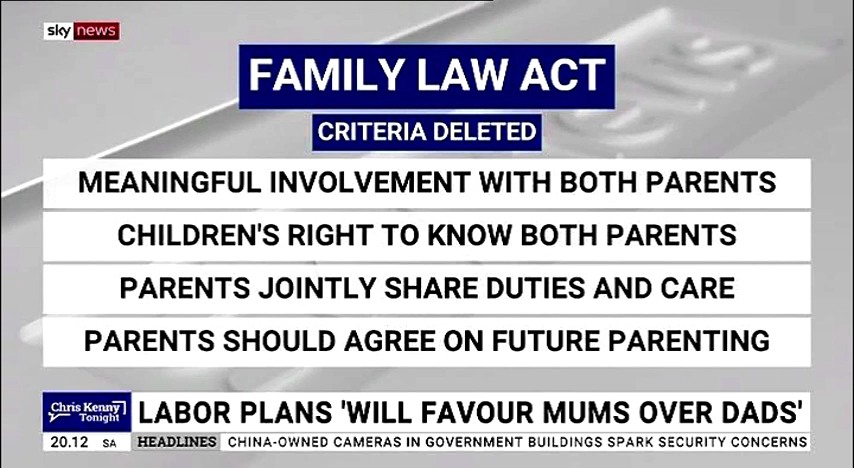 sky news
FAMILY LAW ACT
CRITERIA DELETED
MEANINGFUL INVOLVEMENT WITH BOTH PARENTS
CHILDREN'S RIGHT TO KNOW BOTH PARENTS
PARENTS JOINTLY SHARE DUTIES AND CARE
PARENTS SHOULD AGREE ON FUTURE PARENTING
Chris Kenny
Tonight
LABOR PLANS 'WILL FAVOUR MUMS OVER DADS'
20.12 SA HEADLINES CHINA-OWNED CAMERAS IN GOVERNMENT BUILDINGS SPARK SECURITY CONCERNS